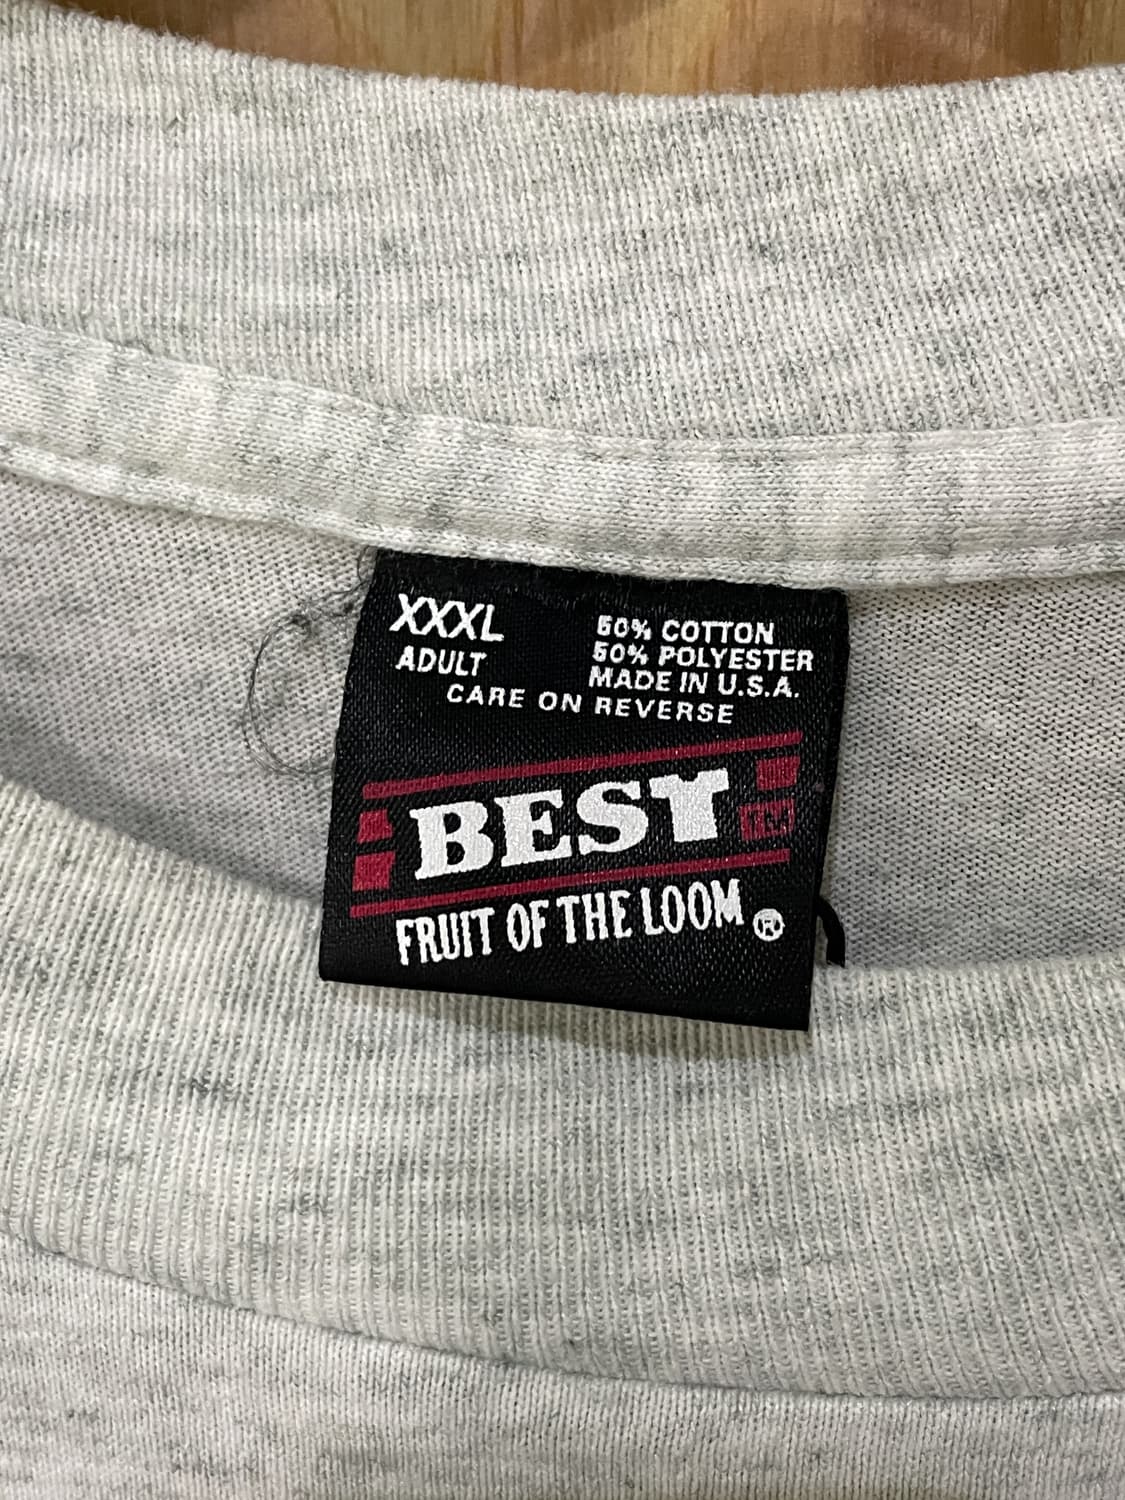 XXXL
ADULT
50% COTTON
50% POLYESTER
MADE IN U.S.A.
CARE ON REVERSE
BEST
TM
FRUIT OF THE LOOM ®